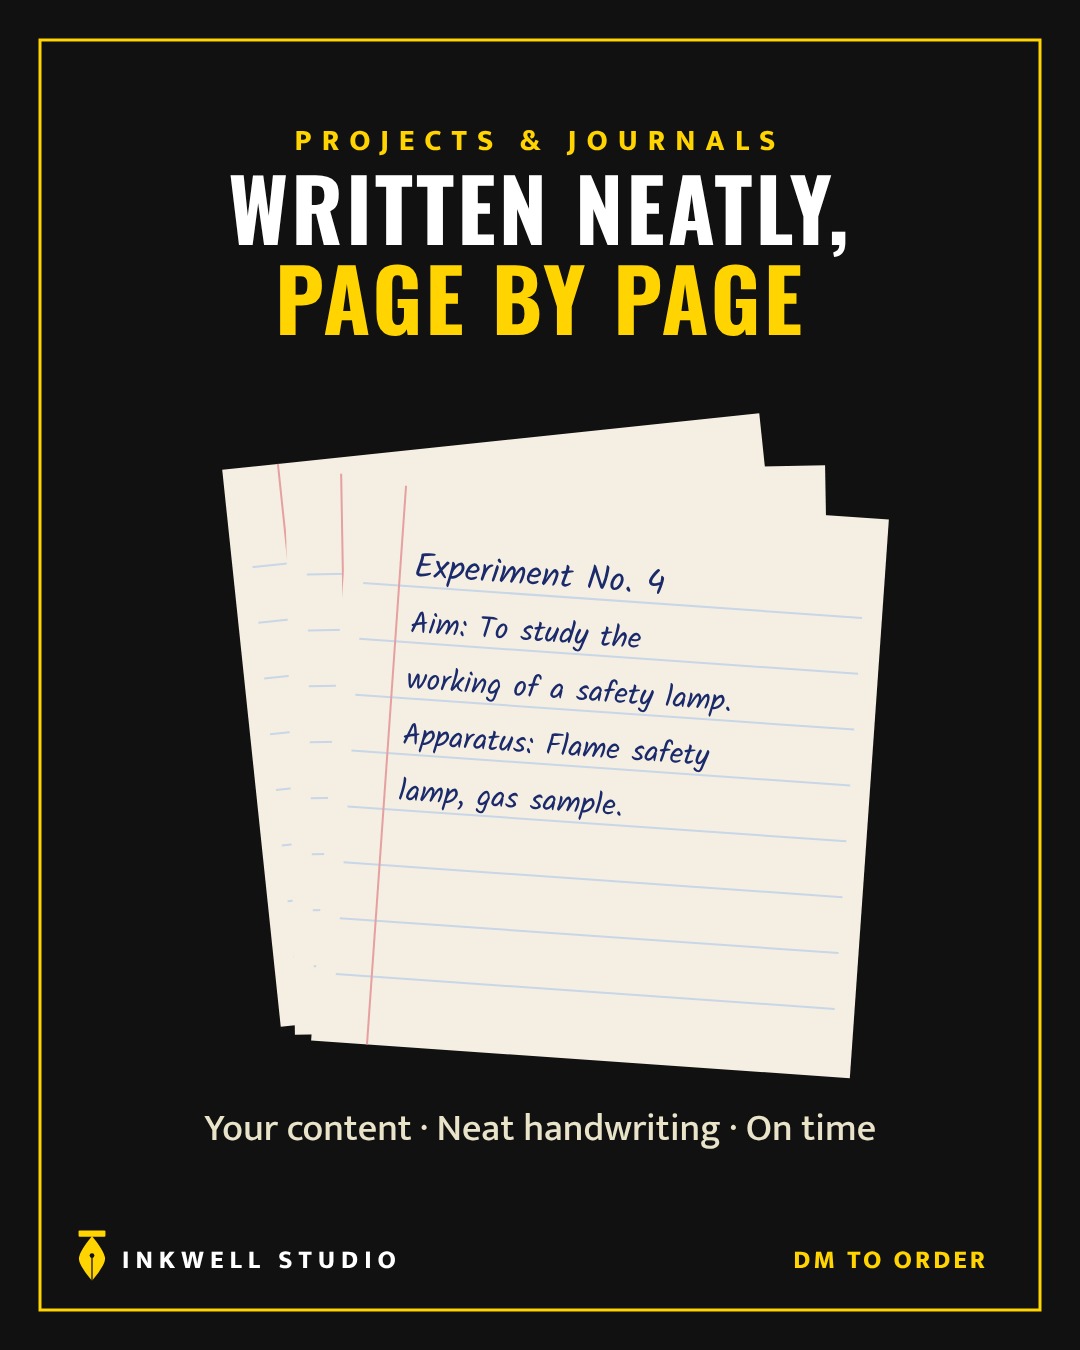 PROJECTS & JOURNALS
WRITTEN NEATLY,
PAGE BY PAGE
Experiment No. 4
Aim: To study the
working of a safety lamp.
Apparatus: Flame safety
lamp, gas sample.
Your content · Neat handwriting · On time
INKWELL STUDIO
DM TO ORDER